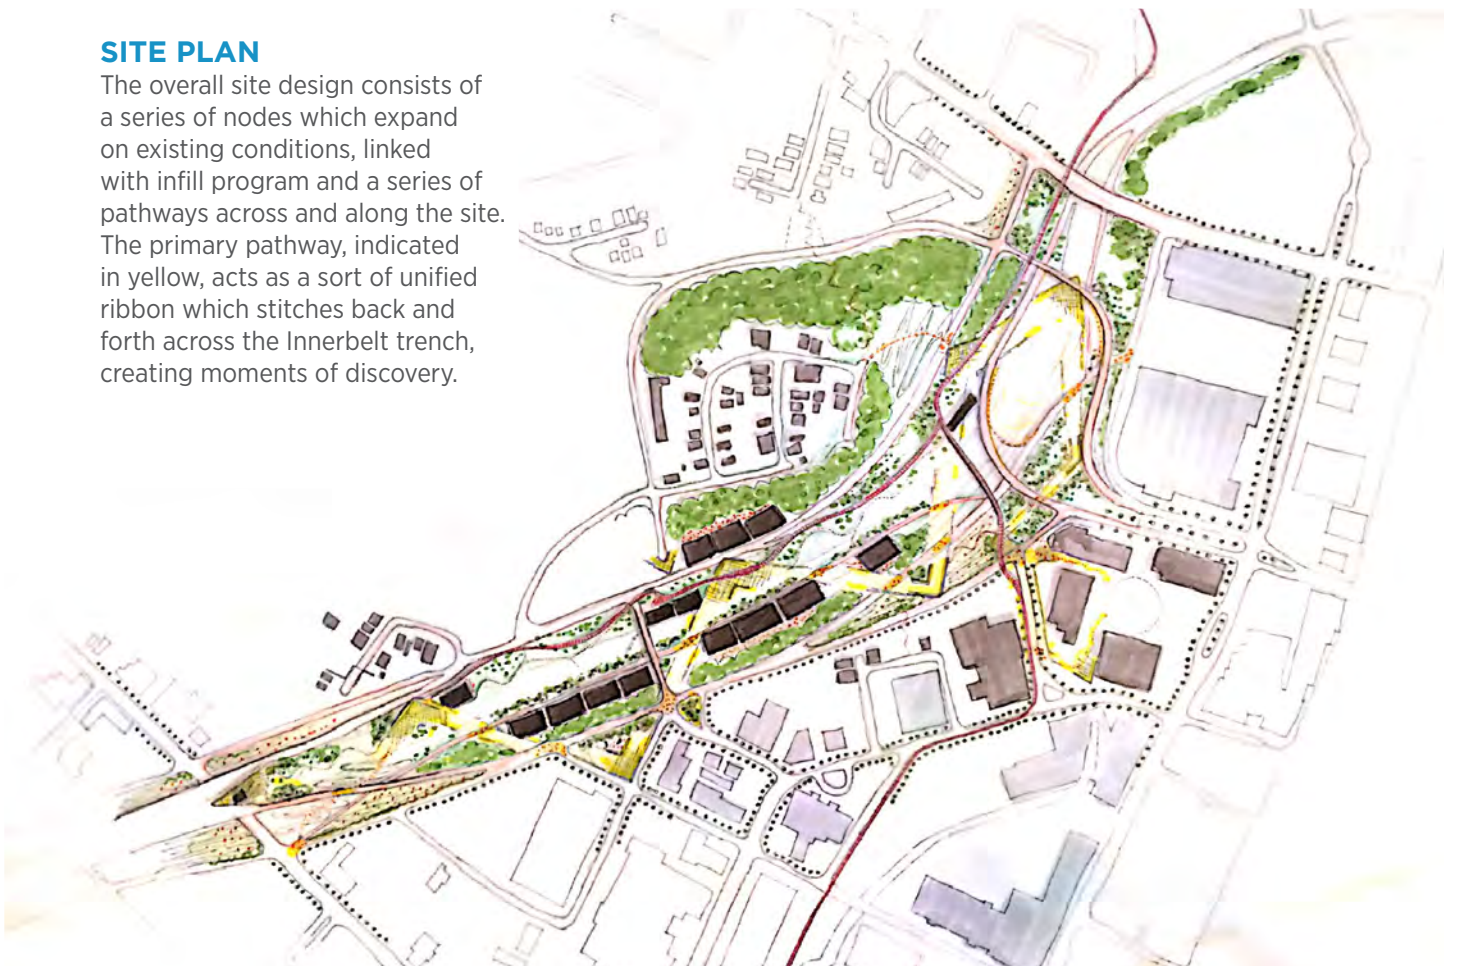 SITE PLAN
The overall site design consists of
a series of nodes which expand
on existing conditions, linked
with infill program and a series of
pathways across and along the site.
The primary pathway, indicated
in yellow, acts as a sort of unified
ribbon which stitches back and
forth across the Innerbelt trench,
creating moments of discovery.